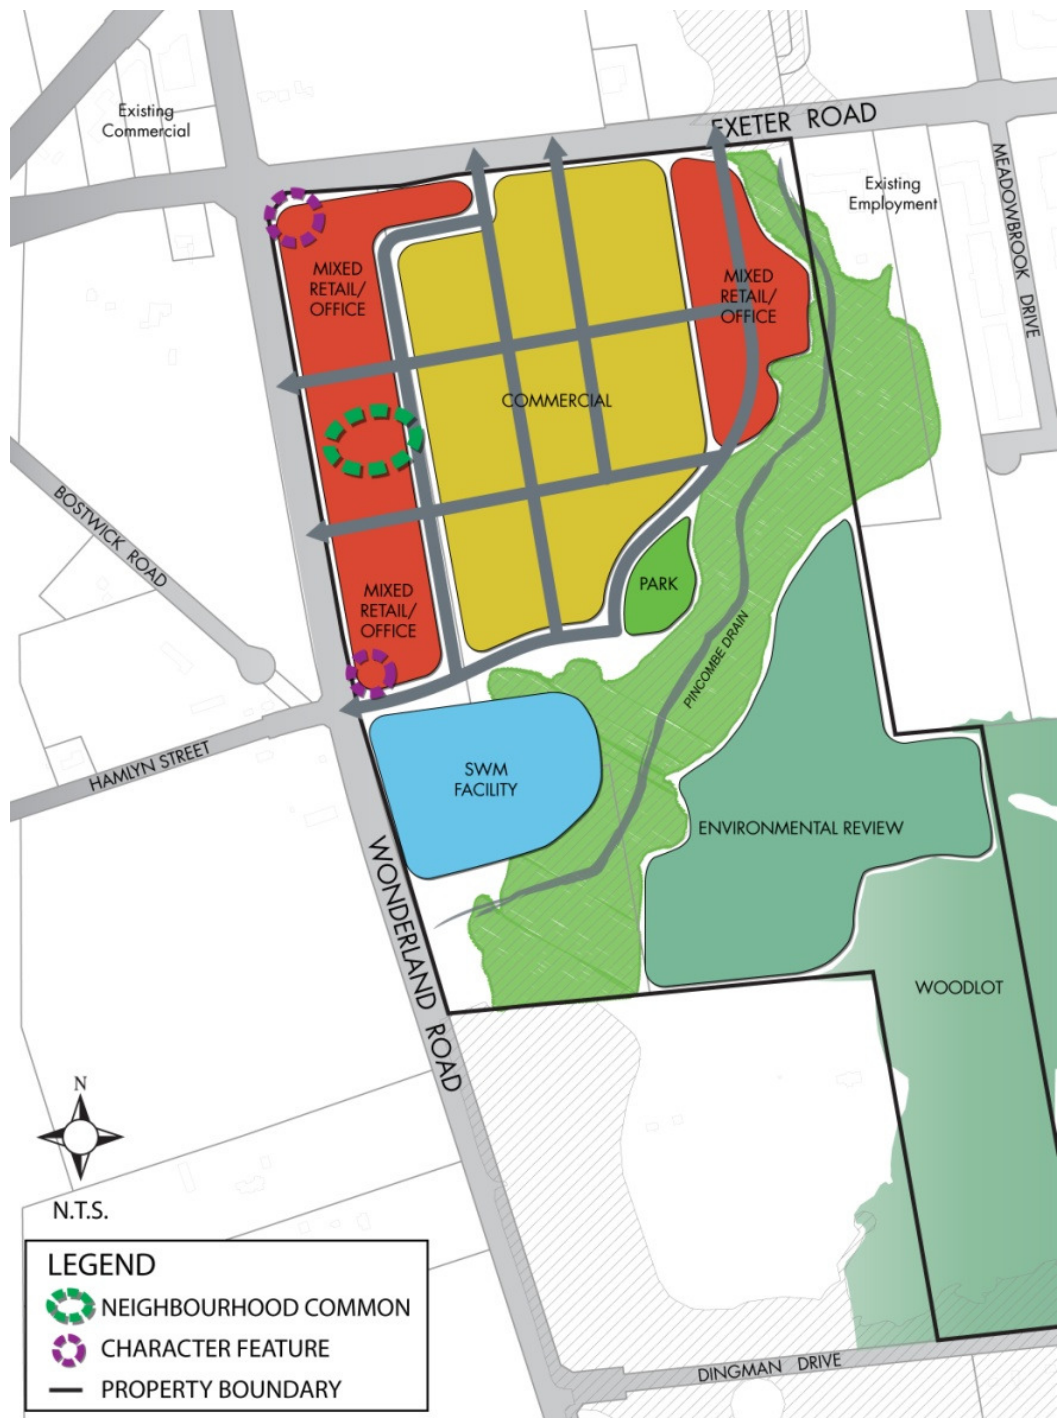 EXETER ROAD
Existing
Commercial
Existing
Employment
MEADOWBROOK DRIVE
MIXED
RETAIL/
OFFICE
MIXED
RETAIL/
OFFICE
COMMERCIAL
BOSTWICK ROAD
MIXED
RETAIL/
OFFICE
PARK
PINCOMBE DRAIN
HAMLYN STREET
SWM
FACILITY
ENVIRONMENTAL REVIEW
WONDERLAND ROAD
WOODLOT
N
N.T.S.
LEGEND
NEIGHBOURHOOD COMMON
CHARACTER FEATURE
PROPERTY BOUNDARY
DINGMAN DRIVE